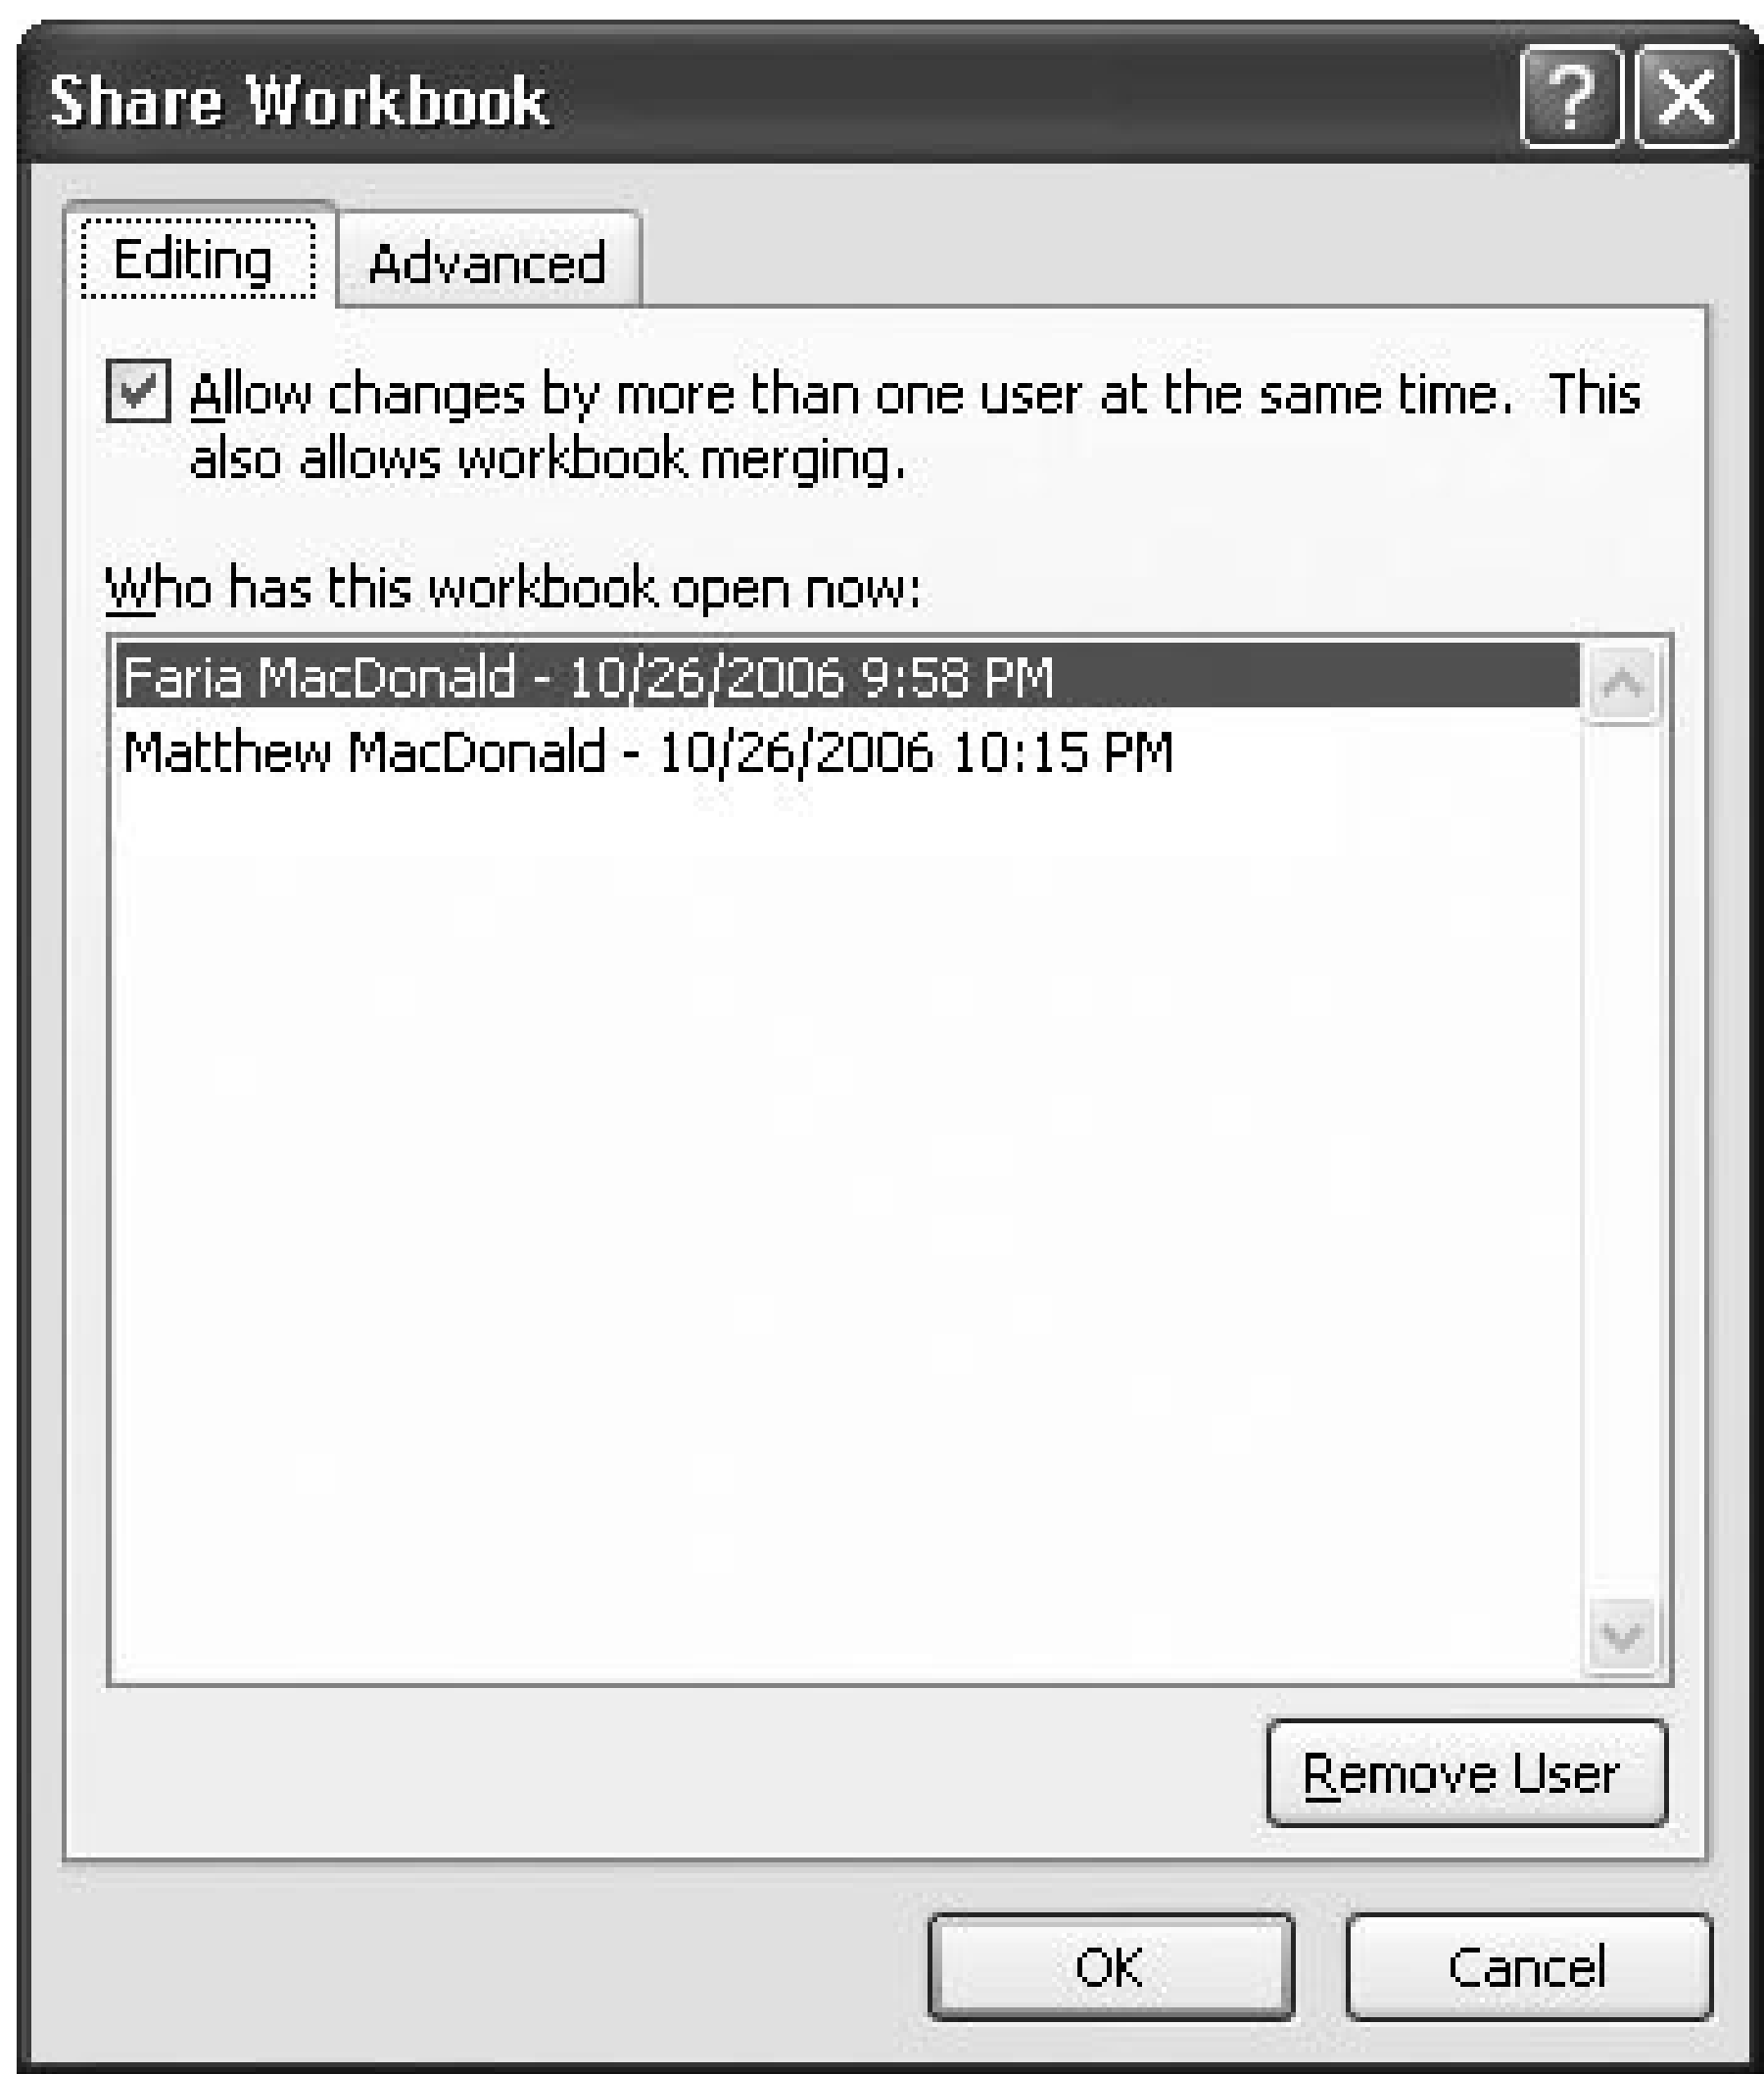 Share Workbook
Editing Advanced
Allow changes by more than one user at the same time.  This
also allows workbook merging.
Who has this workbook open now:
Faria MacDonald - 10/26/2006 9:58 PM
Matthew MacDonald - 10/26/2006 10:15 PM
Remove User
OK Cancel